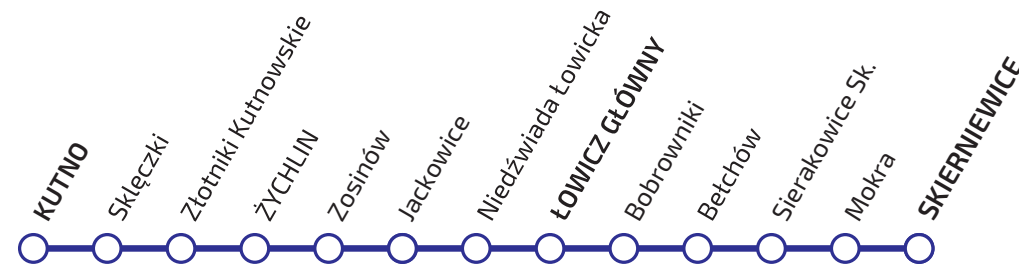 KUTNO
Sklęczki
Złotniki Kutnowskie
ŻYCHLIN
Zosinów
Jackowice
Niedźwiada Łowicka
ŁOWICZ GŁÓWNY
Bobrowniki
Bełchów
Sierakowice Sk.
Mokra
SKIERNIEWICE